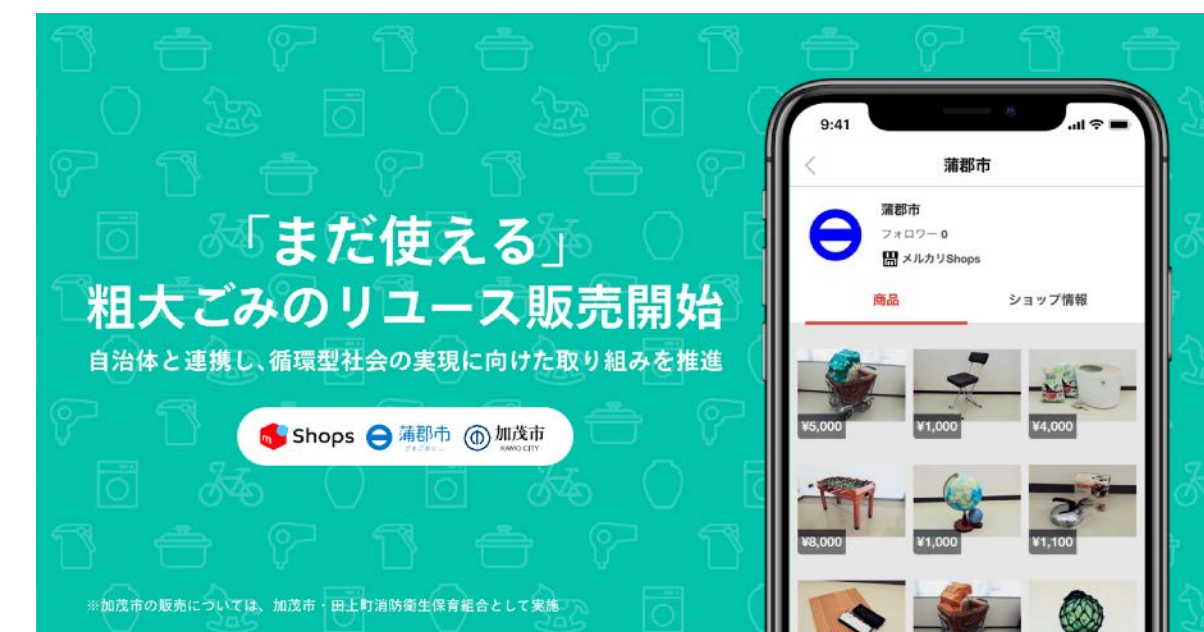 「まだ使える」
粗大ごみのリユース販売開始
自治体と連携し、循環型社会の実現に向けた取り組みを推進
m Shops 蒲郡市 がまごおりし 加茂市 KAMO CITY
※加茂市の販売については、加茂市・田上町消防衛生保育組合として実施
9:41
蒲郡市
蒲郡市
フォロワー 0
メルカリShops
商品 ショップ情報
¥5,000 ¥1,000 ¥4,000
¥8,000 ¥1,000 ¥1,100